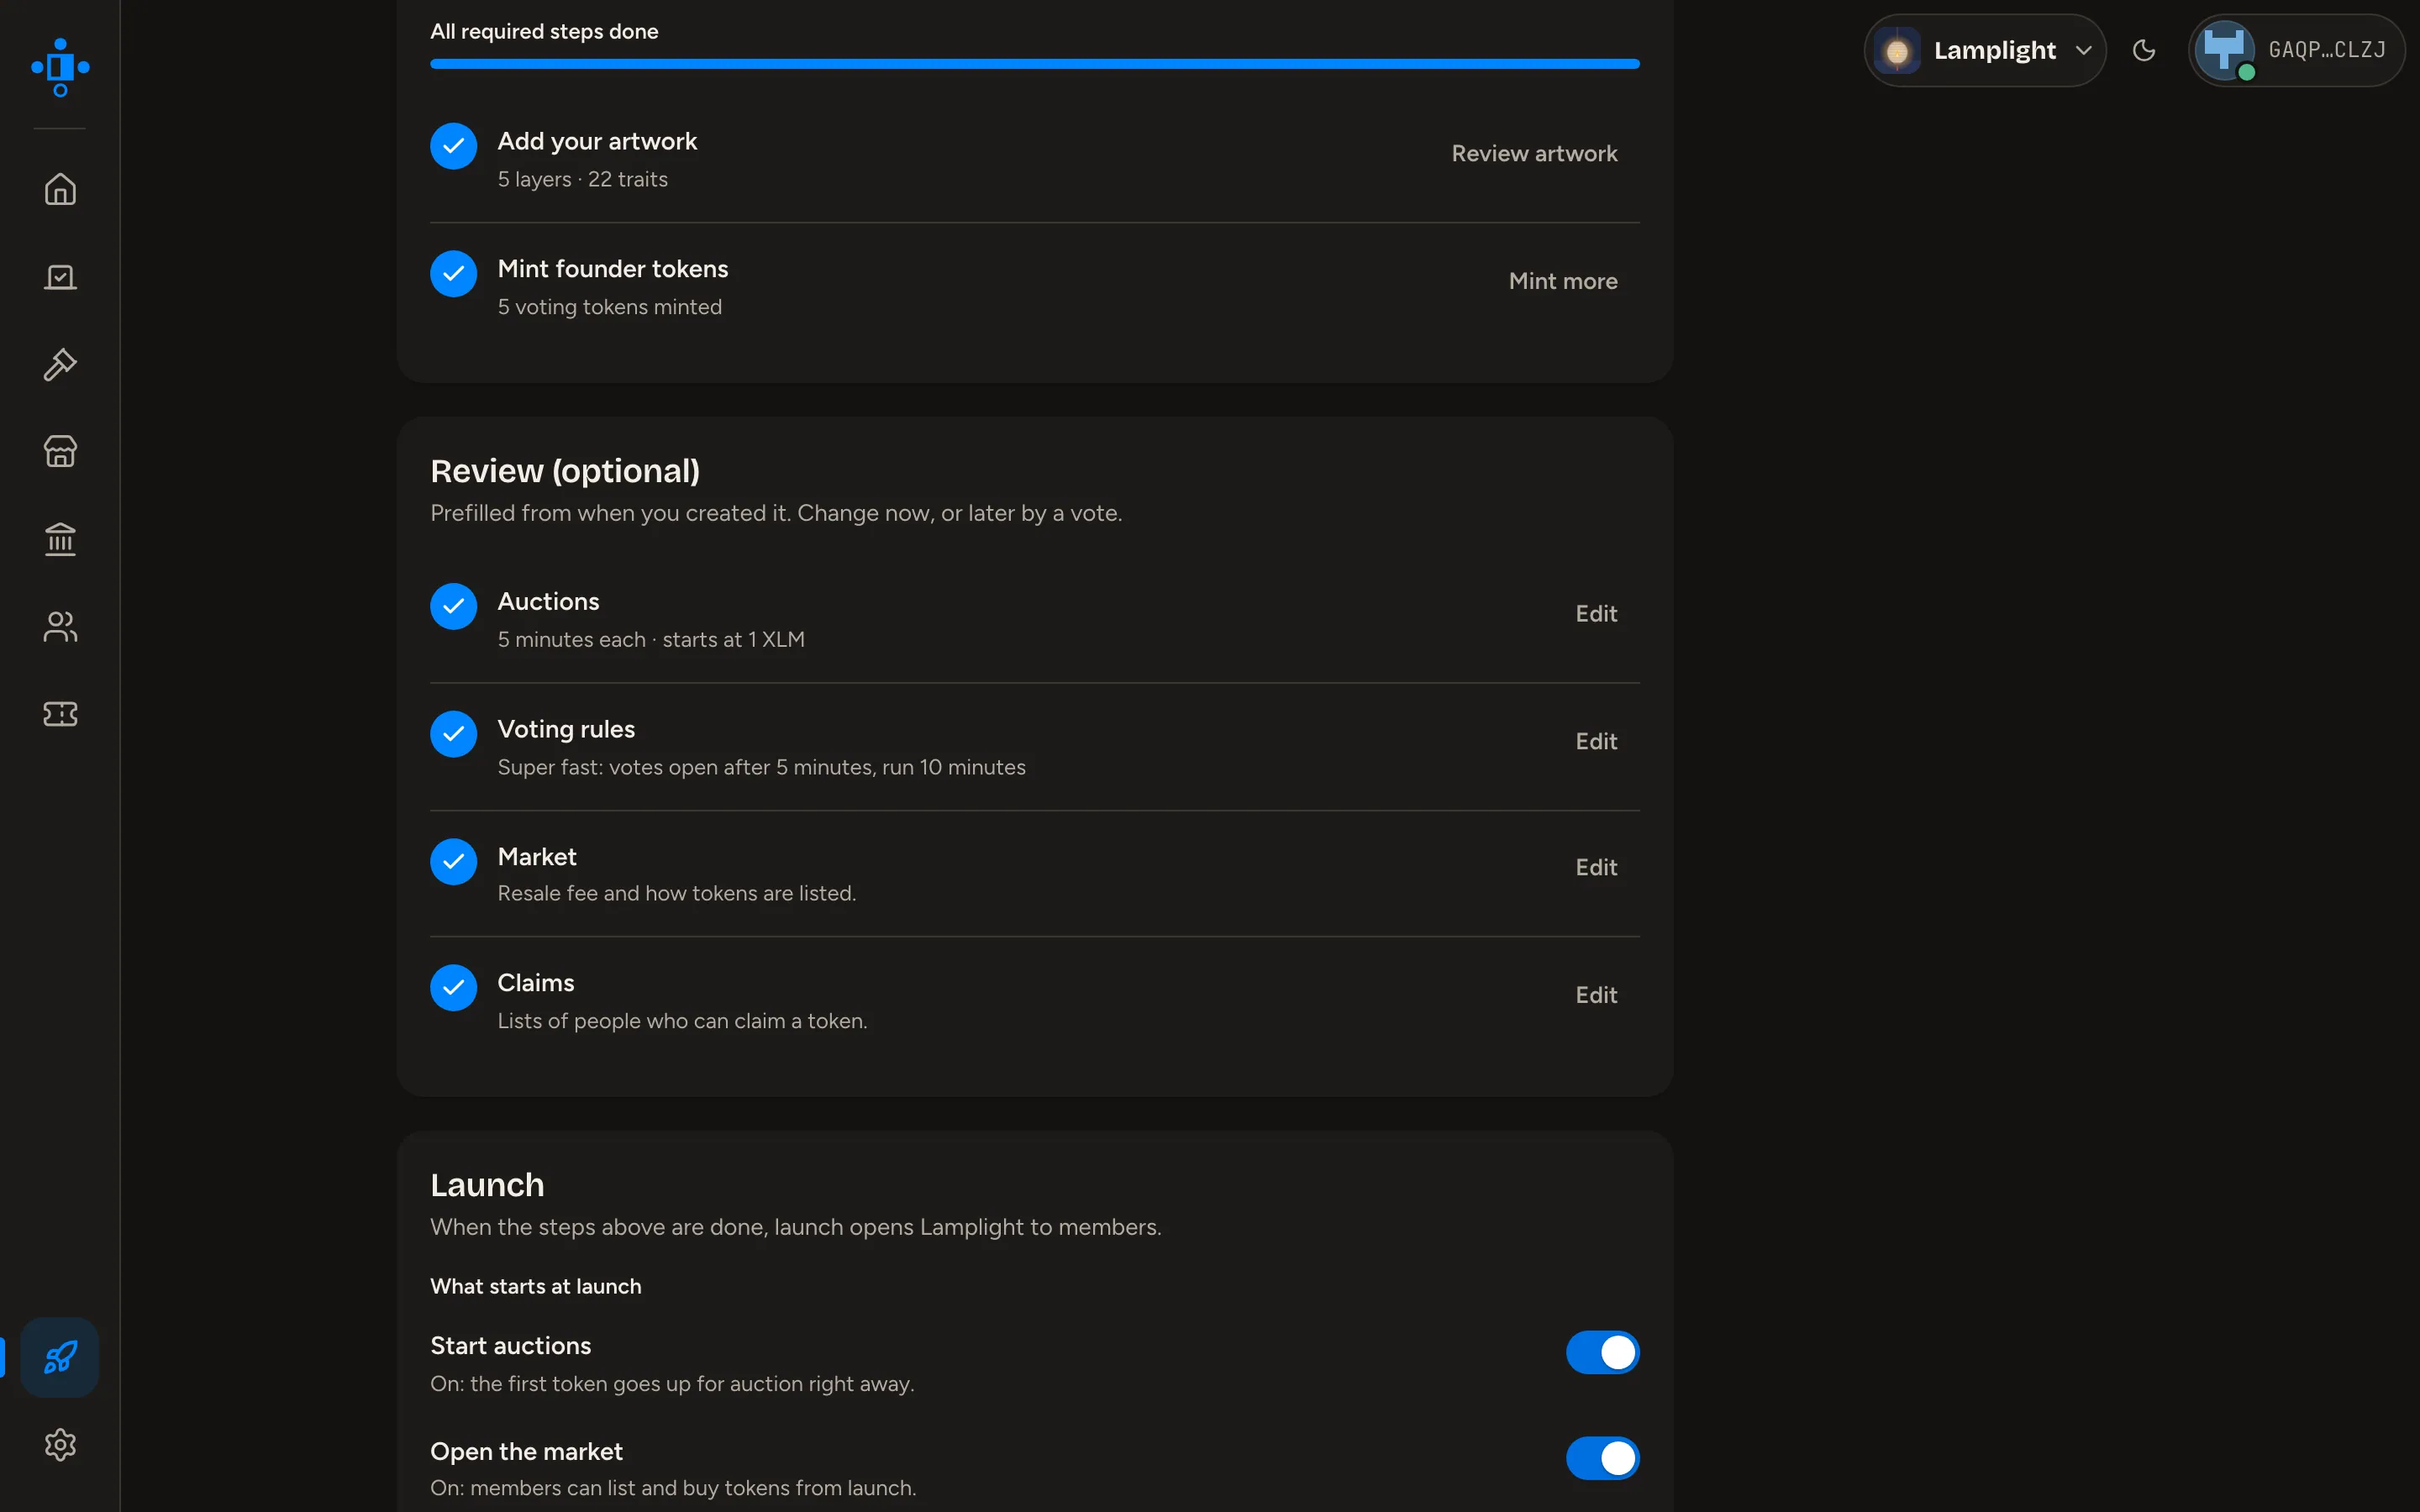 All required steps done
Lamplight
GAQP...CLZJ
Add your artwork
5 layers · 22 traits
Review artwork
Mint founder tokens
5 voting tokens minted
Mint more
Review (optional)
Prefilled from when you created it. Change now, or later by a vote.
Auctions
5 minutes each · starts at 1 XLM
Edit
Voting rules
Super fast: votes open after 5 minutes, run 10 minutes
Edit
Market
Resale fee and how tokens are listed.
Edit
Claims
Lists of people who can claim a token.
Edit
Launch
When the steps above are done, launch opens Lamplight to members.
What starts at launch
Start auctions
On: the first token goes up for auction right away.
Open the market
On: members can list and buy tokens from launch.